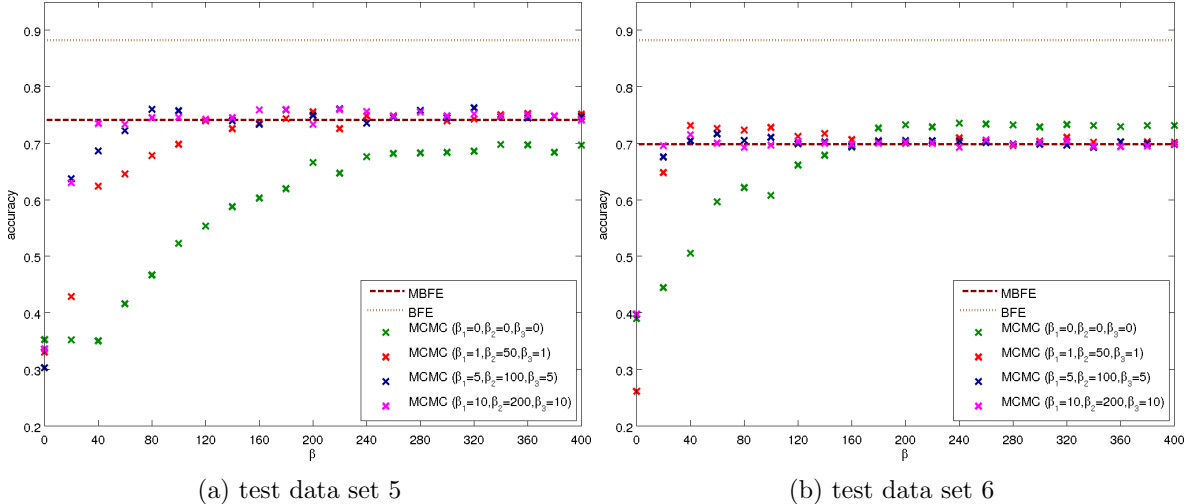 0.9
0.8
0.7
0.6
0.5
0.4
0.3
0.2
accuracy
0 40 80 120 160 200 240 280 320 360 400
β
MBFE
BFE
MCMC (β₁=0,β₂=0,β₃=0)
MCMC (β₁=1,β₂=50,β₃=1)
MCMC (β₁=5,β₂=100,β₃=5)
MCMC (β₁=10,β₂=200,β₃=10)
(a) test data set 5
0.9
0.8
0.7
0.6
0.5
0.4
0.3
0.2
accuracy
0 40 80 120 160 200 240 280 320 360 400
β
MBFE
BFE
MCMC (β₁=0,β₂=0,β₃=0)
MCMC (β₁=1,β₂=50,β₃=1)
MCMC (β₁=5,β₂=100,β₃=5)
MCMC (β₁=10,β₂=200,β₃=10)
(b) test data set 6